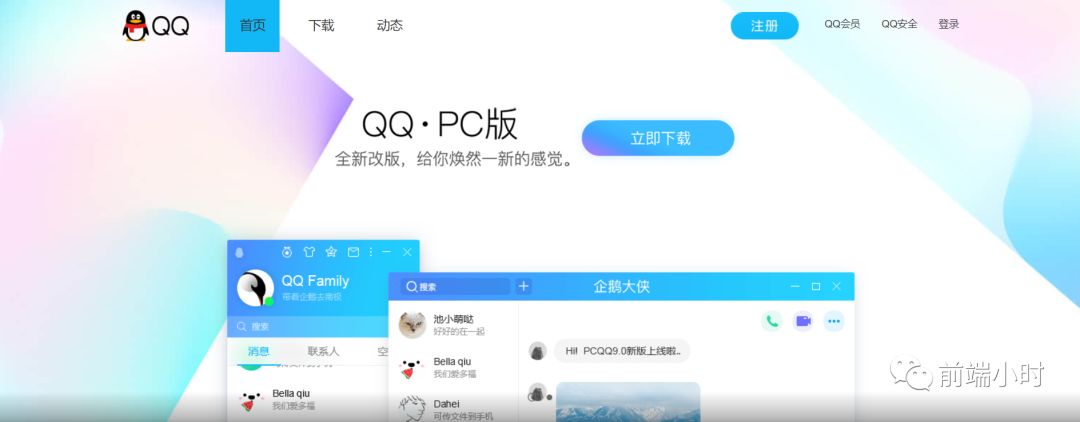 QQ 首页 下载 动态 注册 QQ会员 QQ安全 登录
QQ·PC版
立即下载
全新改版，给你焕然一新的感觉。
QQ Family
带着企鹅去南极
搜索
消息 联系人 空
Bella qiu
我们爱多福
搜索
企鹅大侠
池小萌哒
好好的在一起
Bella qiu
我们爱多福
Dahei
可传文件到手机
Hi! PCQQ9.0新版上线啦..
前端小时